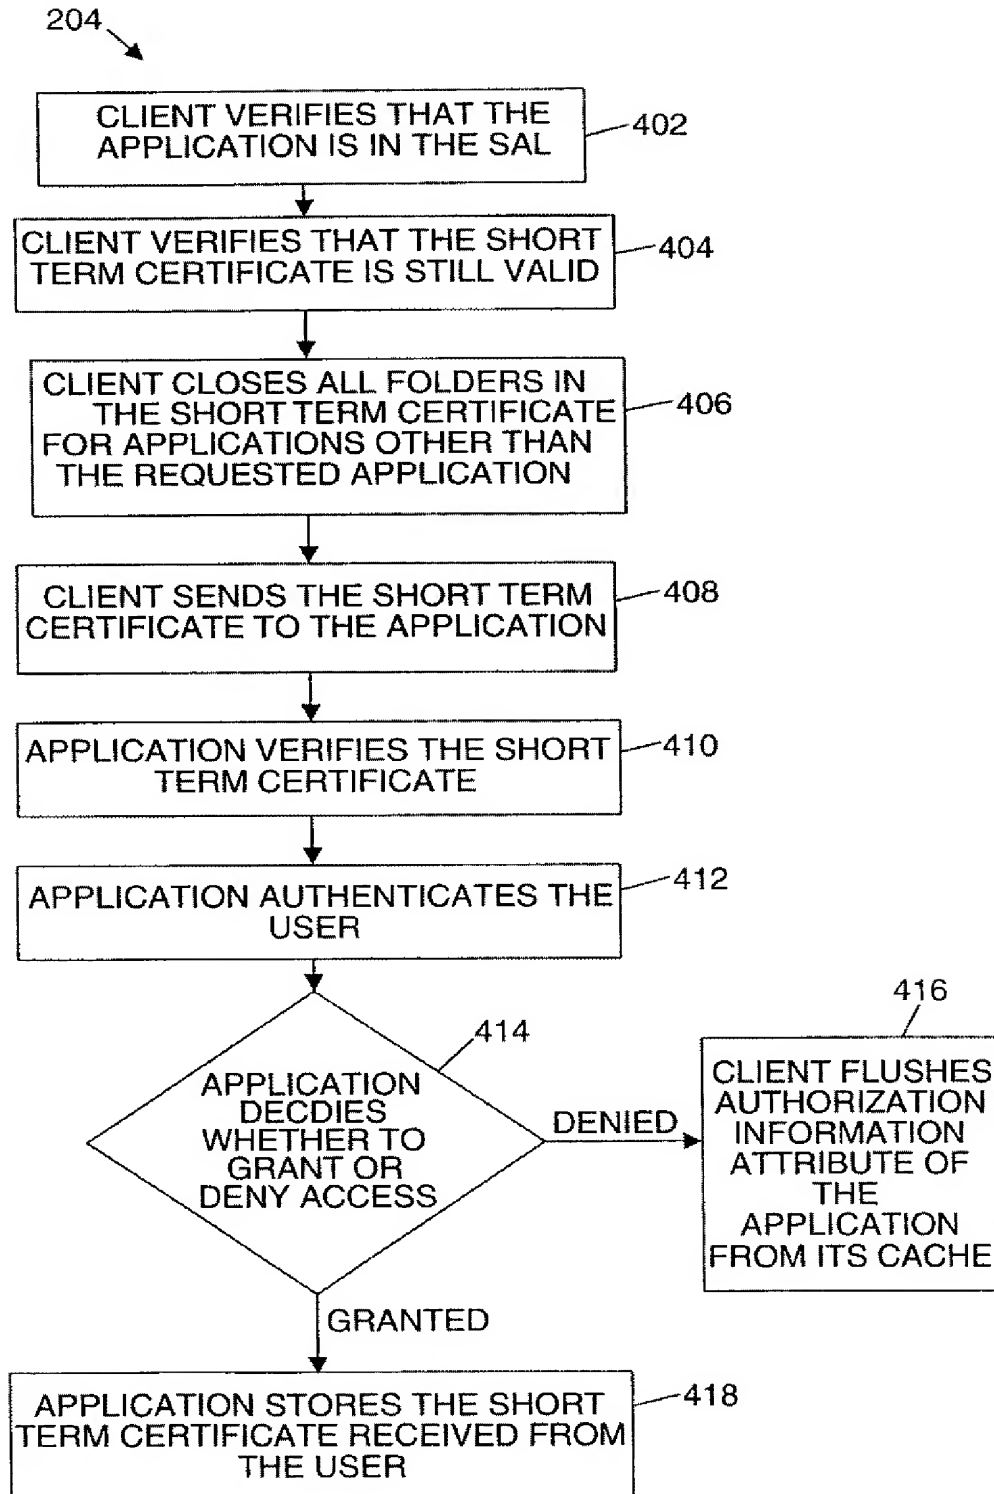 204
CLIENT VERIFIES THAT THE
APPLICATION IS IN THE SAL
402
CLIENT VERIFIES THAT THE SHORT
TERM CERTIFICATE IS STILL VALID
404
CLIENT CLOSES ALL FOLDERS IN
THE SHORT TERM CERTIFICATE
FOR APPLICATIONS OTHER THAN
THE REQUESTED APPLICATION
406
CLIENT SENDS THE SHORT TERM
CERTIFICATE TO THE APPLICATION
408
APPLICATION VERIFIES THE SHORT
TERM CERTIFICATE
410
APPLICATION AUTHENTICATES THE
USER
412
APPLICATION
DECDIES
WHETHER TO
GRANT OR
DENY ACCESS
414
DENIED
416
CLIENT FLUSHES
AUTHORIZATION
INFORMATION
ATTRIBUTE OF
THE
APPLICATION
FROM ITS CACHE
GRANTED
APPLICATION STORES THE SHORT
TERM CERTIFICATE RECEIVED FROM
THE USER
418